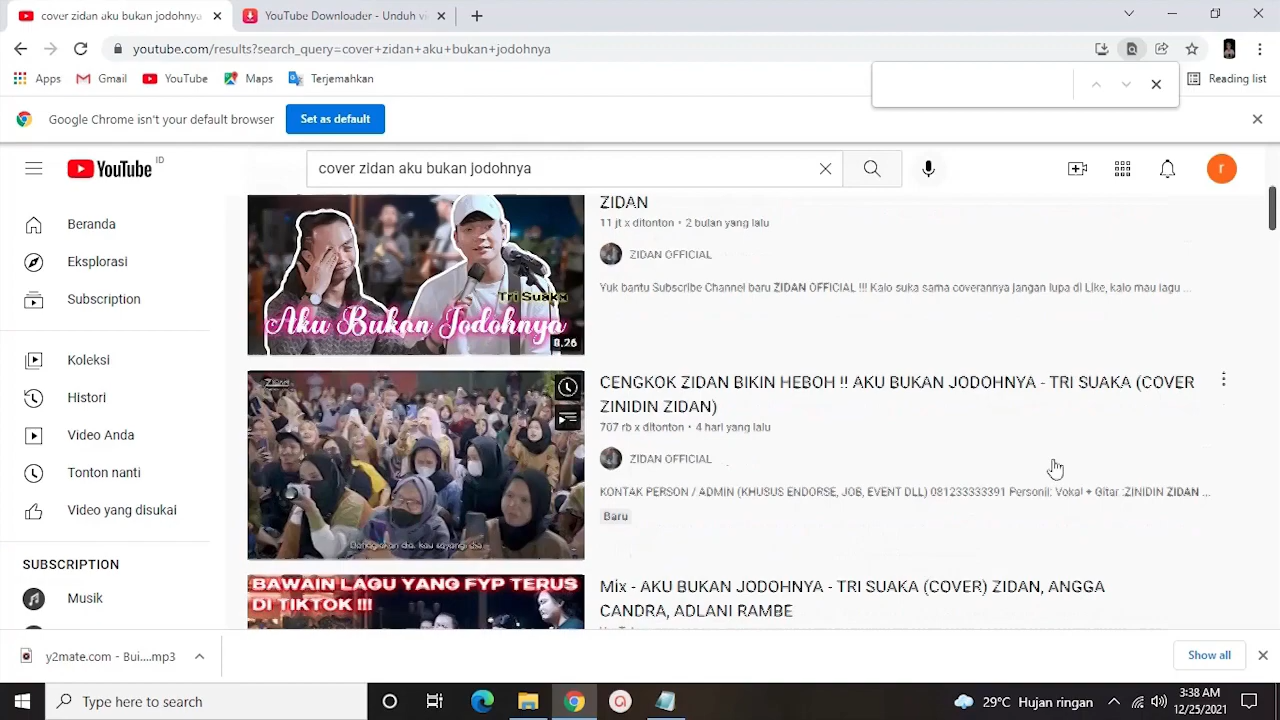 cover zidan aku bukan jodohnya
YouTube Downloader - Unduh vi
youtube.com/results?search_query=cover+zidan+aku+bukan+jodohnya
Apps
Gmail
YouTube
Maps
Terjemahkan
Reading list
Google Chrome isn't your default browser
Set as default
YouTube ID
cover zidan aku bukan jodohnya
r
Beranda
Eksplorasi
Subscription
Koleksi
Histori
Video Anda
Tonton nanti
Video yang disukai
SUBSCRIPTION
Musik
Tri Suaka
Aku Bukan Jodohnya
8.26
ZIDAN
11 jt x ditonton • 2 bulan yang lalu
ZIDAN OFFICIAL
Yuk bantu Subscribe Channel baru ZIDAN OFFICIAL !!! Kalo suka sama coverannya jangan lupa di Like, kalo mau lagu ...
Zidan
Bahagiakan dia, kau sayangi dia
CENGKOK ZIDAN BIKIN HEBOH !! AKU BUKAN JODOHNYA - TRI SUAKA (COVER
ZINIDIN ZIDAN)
707 rb x ditonton • 4 hari yang lalu
ZIDAN OFFICIAL
KONTAK PERSON / ADMIN (KHUSUS ENDORSE, JOB, EVENT DLL) 081233333391 Personil: Vokal + Gitar :ZINIDIN ZIDAN ...
Baru
BAWAIN LAGU YANG FYP TERUS
DI TIKTOK !!!
Mix - AKU BUKAN JODOHNYA - TRI SUAKA (COVER) ZIDAN, ANGGA
CANDRA, ADLANI RAMBE
y2mate.com - Bui....mp3
Show all
Type here to search
29°C Hujan ringan
3:38 AM
12/25/2021